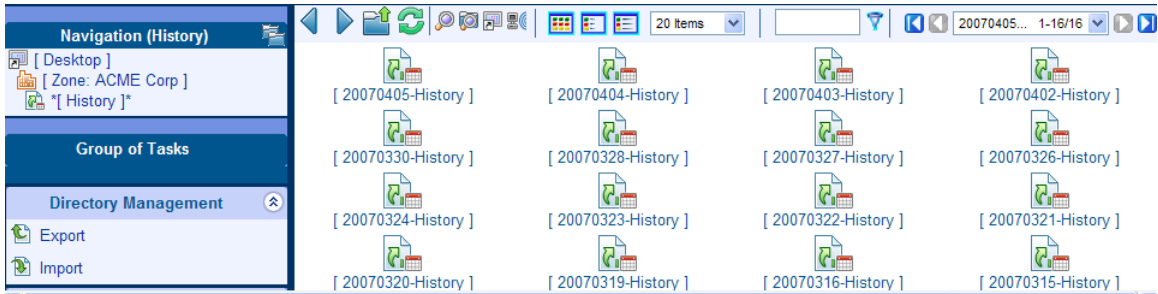 Navigation (History)
[ Desktop ]
[ Zone: ACME Corp ]
*[ History ]*
Group of Tasks
Directory Management
Export
Import
20 Items
20070405... 1-16/16
[ 20070405-History ] [ 20070404-History ] [ 20070403-History ] [ 20070402-History ]
[ 20070330-History ] [ 20070328-History ] [ 20070327-History ] [ 20070326-History ]
[ 20070324-History ] [ 20070323-History ] [ 20070322-History ] [ 20070321-History ]
[ 20070320-History ] [ 20070319-History ] [ 20070316-History ] [ 20070315-History ]